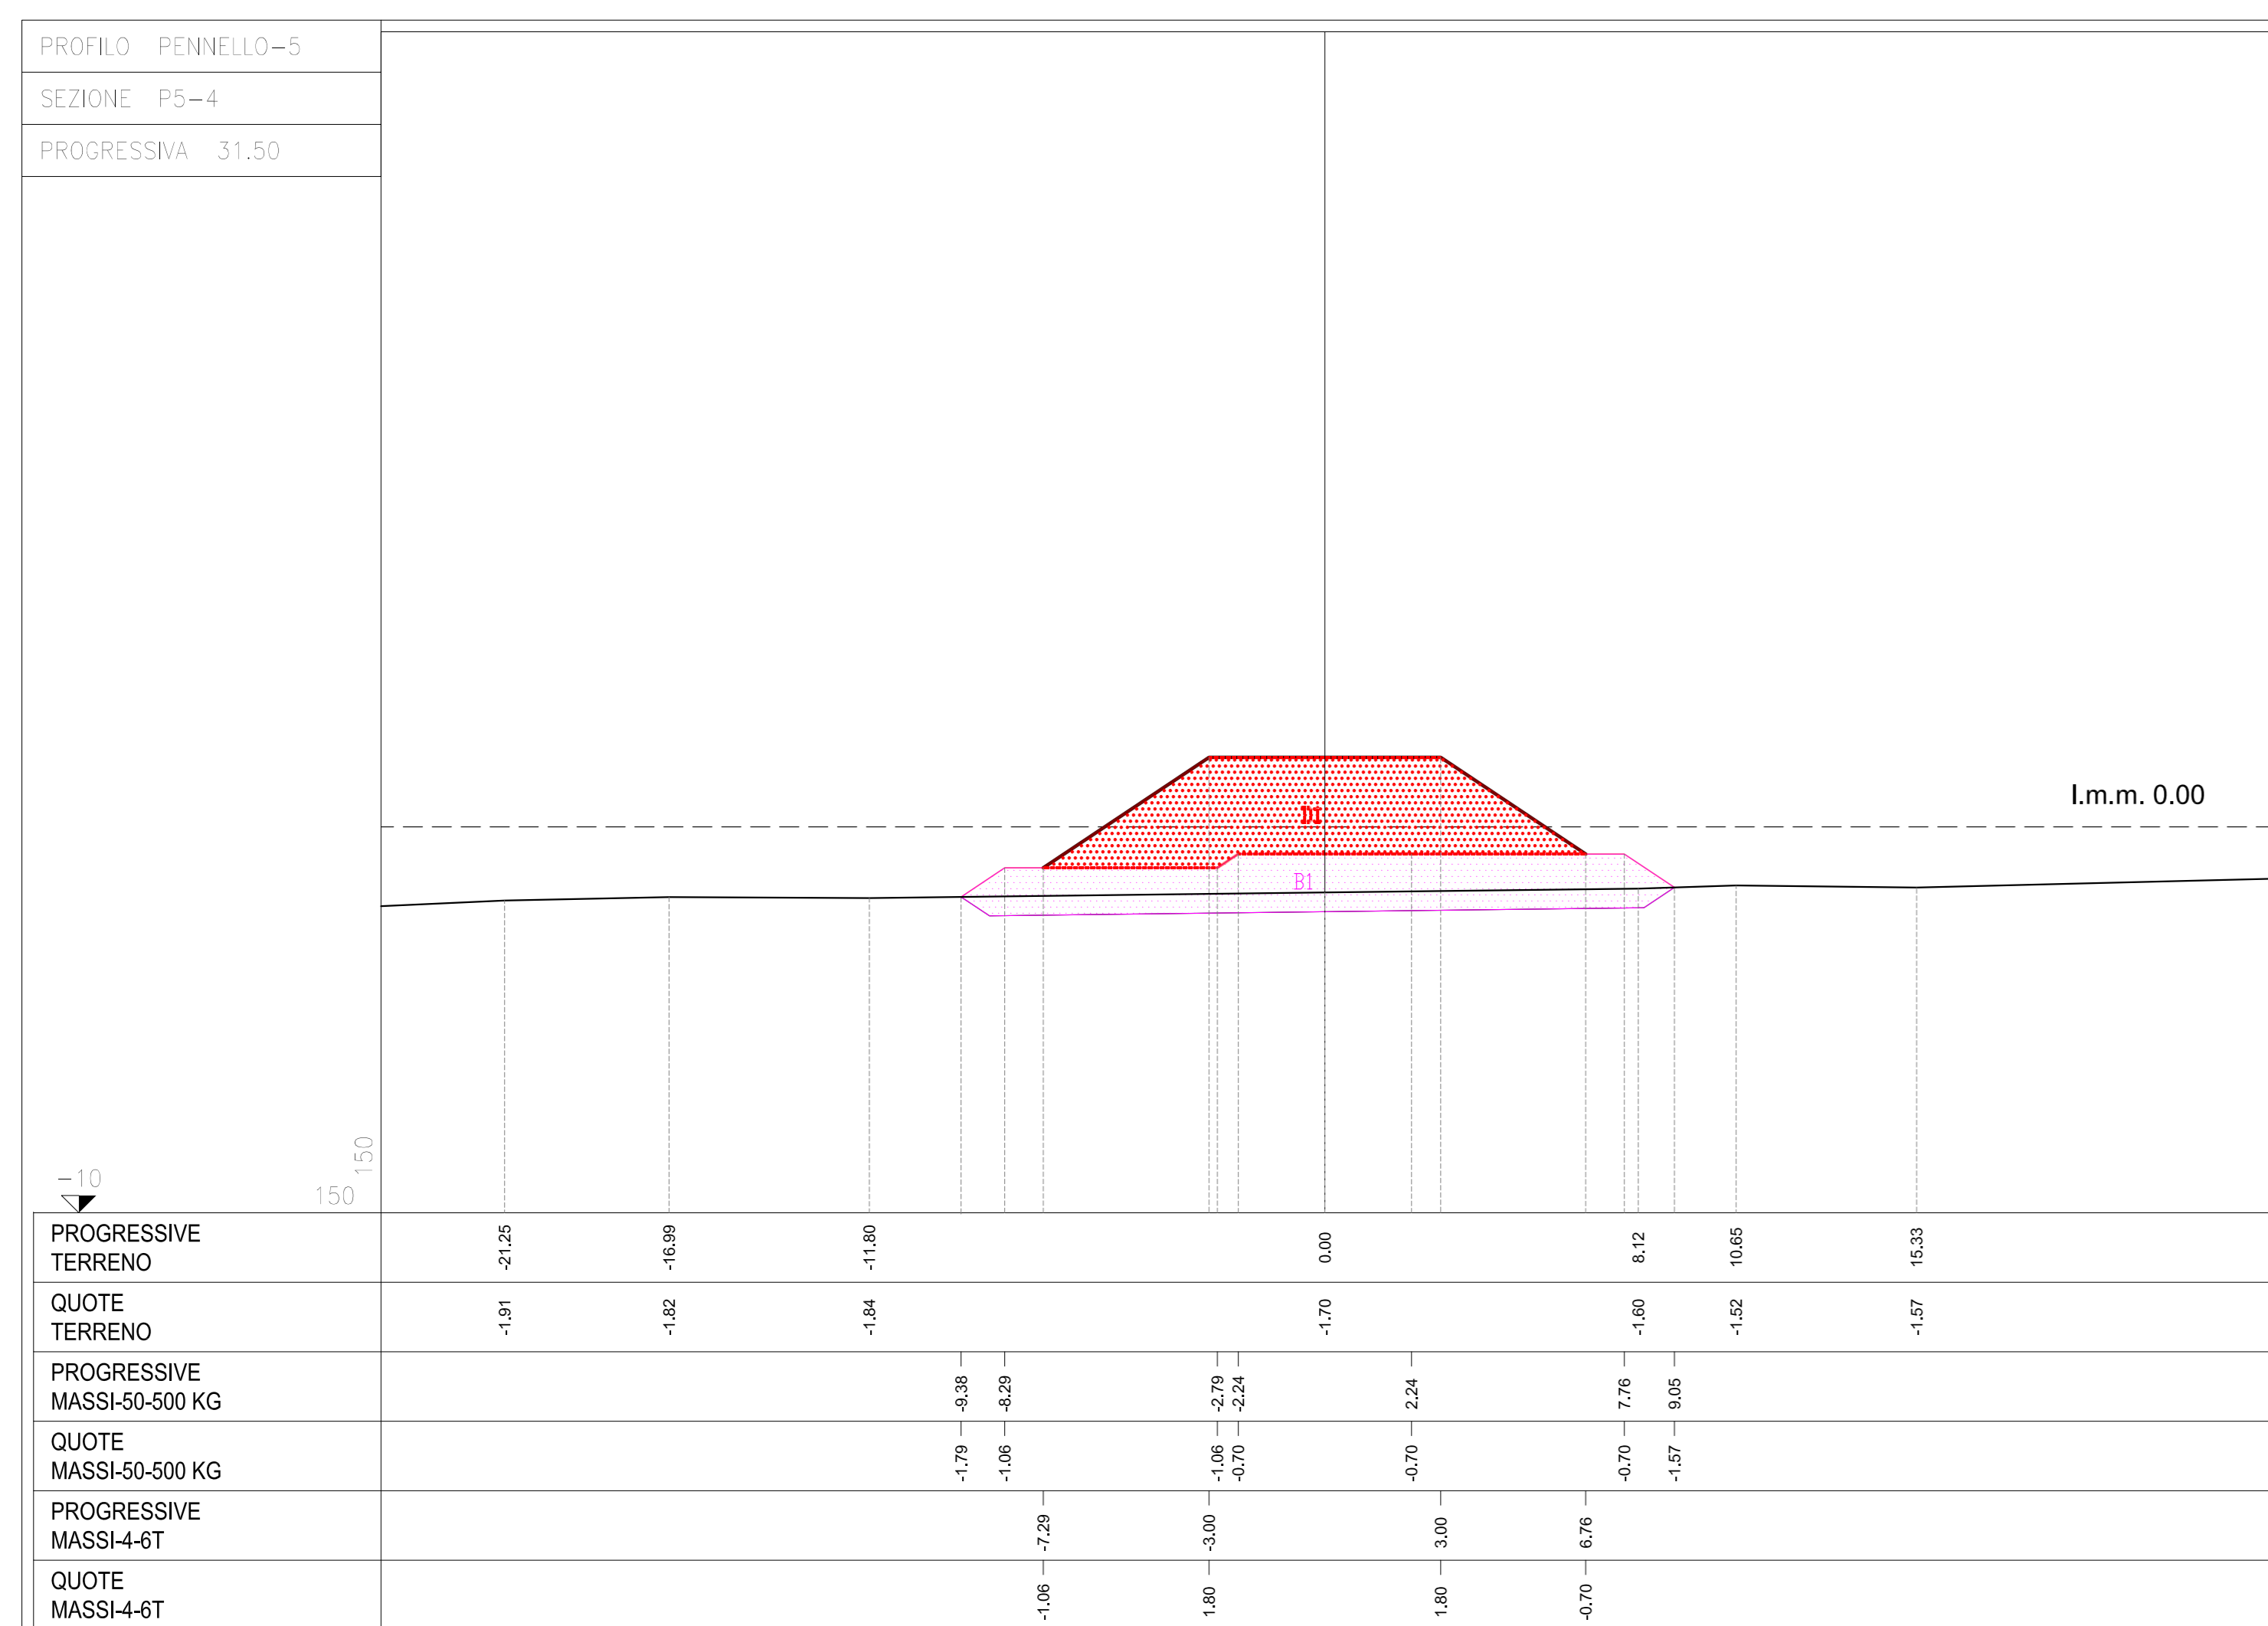 PROFILO PENNELLO-5
SEZIONE P5-4
PROGRESSIVA 31.50
l.m.m. 0.00
D1
B1
-10
150
150
PROGRESSIVE
TERRENO
-21.25 -16.99 -11.80 0.00 8.12 10.65 15.33
QUOTE
TERRENO
-1.91 -1.82 -1.84 -1.70 -1.60 -1.52 -1.57
PROGRESSIVE
MASSI-50-500 KG
-9.38 -8.29 -2.79 -2.24 2.24 7.76 9.05
QUOTE
MASSI-50-500 KG
-1.79 -1.06 -1.06 -0.70 -0.70 -0.70 -1.57
PROGRESSIVE
MASSI-4-6T
-7.29 -3.00 3.00 6.76
QUOTE
MASSI-4-6T
-1.06 1.80 1.80 -0.70